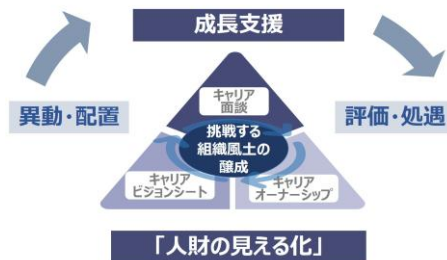 成長支援
異動・配置
評価・処遇
キャリア
面談
挑戦する
組織風土の
醸成
キャリア
ビジョンシート
キャリア
オーナーシップ
「人財の見える化」